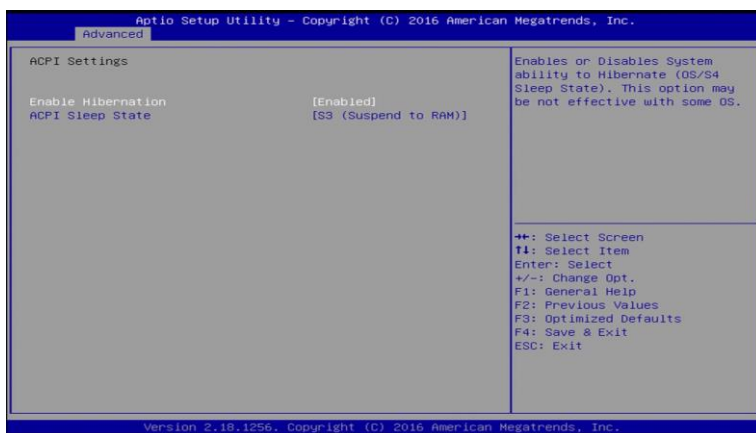 Aptio Setup Utility – Copyright (C) 2016 American Megatrends, Inc.
Advanced
ACPI Settings
Enable Hibernation [Enabled]
ACPI Sleep State [S3 (Suspend to RAM)]
Enables or Disables System
ability to Hibernate (OS/S4
Sleep State). This option may
be not effective with some OS.
→←: Select Screen
↑↓: Select Item
Enter: Select
+/-: Change Opt.
F1: General Help
F2: Previous Values
F3: Optimized Defaults
F4: Save & Exit
ESC: Exit
Version 2.18.1256. Copyright (C) 2016 American Megatrends, Inc.